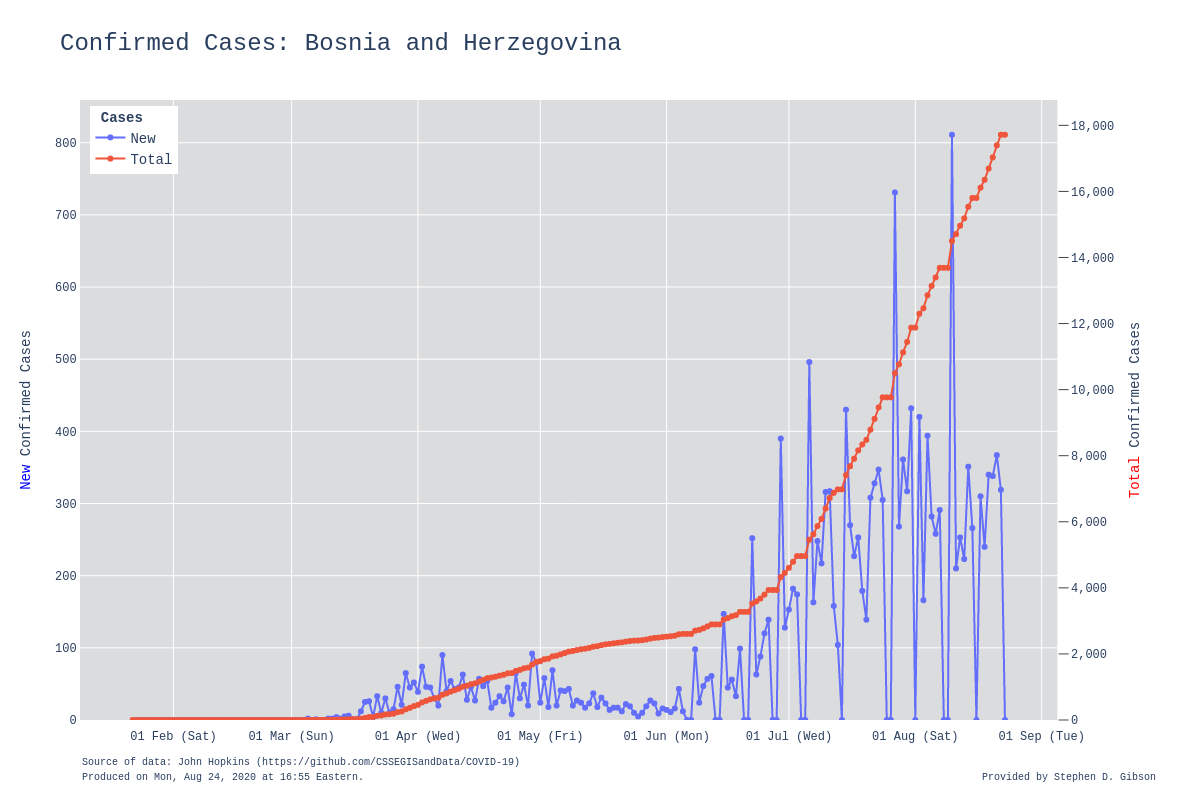 Confirmed Cases: Bosnia and Herzegovina
Cases
New
Total
800
700
600
500
400
300
200
100
0
18,000
16,000
14,000
12,000
10,000
8,000
6,000
4,000
2,000
0
New Confirmed Cases
Total Confirmed Cases
01 Feb (Sat)
01 Mar (Sun)
01 Apr (Wed)
01 May (Fri)
01 Jun (Mon)
01 Jul (Wed)
01 Aug (Sat)
01 Sep (Tue)
Source of data: John Hopkins (https://github.com/CSSEGISandData/COVID-19)
Produced on Mon, Aug 24, 2020 at 16:55 Eastern.
Provided by Stephen D. Gibson